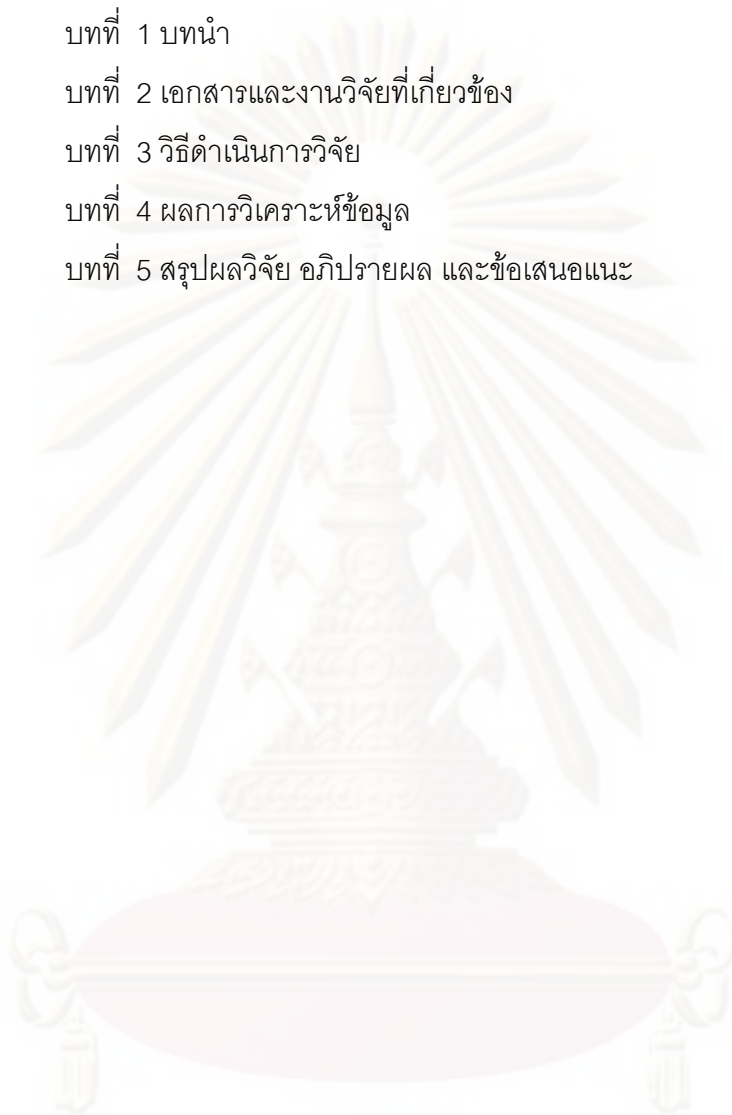 บทที่ 1 บทนำ
บทที่ 2 เอกสารและงานวิจัยที่เกี่ยวข้อง
บทที่ 3 วิธีดำเนินการวิจัย
บทที่ 4 ผลการวิเคราะห์ข้อมูล
บทที่ 5 สรุปผลวิจัย อภิปรายผล และข้อเสนอแนะ